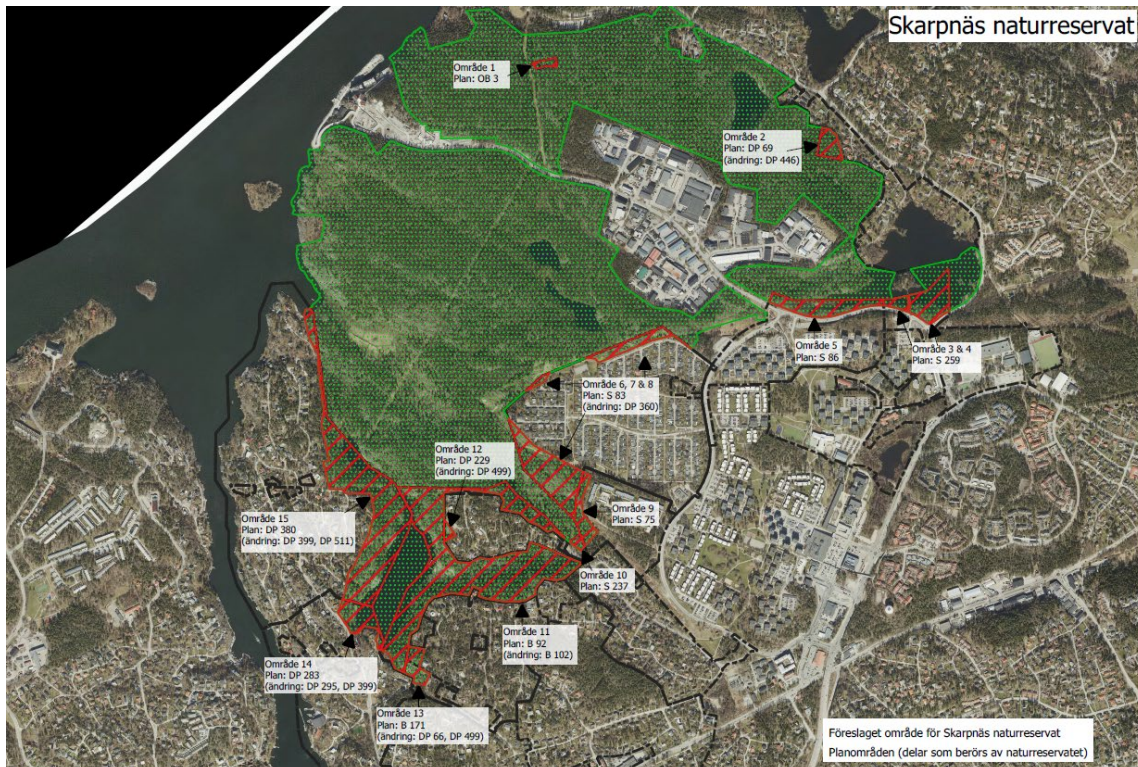 Skarpnäs naturreservat
Område 1
Plan: OB 3
Område 2
Plan: DP 69
(ändring: DP 446)
Område 5
Plan: S 86
Område 3 & 4
Plan: S 259
Område 6, 7 & 8
Plan: S 83
(ändring: DP 360)
Område 12
Plan: DP 229
(ändring: DP 499)
Område 9
Plan: S 75
Område 15
Plan: DP 380
(ändring: DP 399, DP 511)
Område 10
Plan: S 237
Område 11
Plan: B 92
(ändring: B 102)
Område 14
Plan: DP 283
(ändring: DP 295, DP 399)
Område 13
Plan: B 171
(ändring: DP 66, DP 499)
Föreslaget område för Skarpnäs naturreservat
Planområden (delar som berörs av naturreservatet)